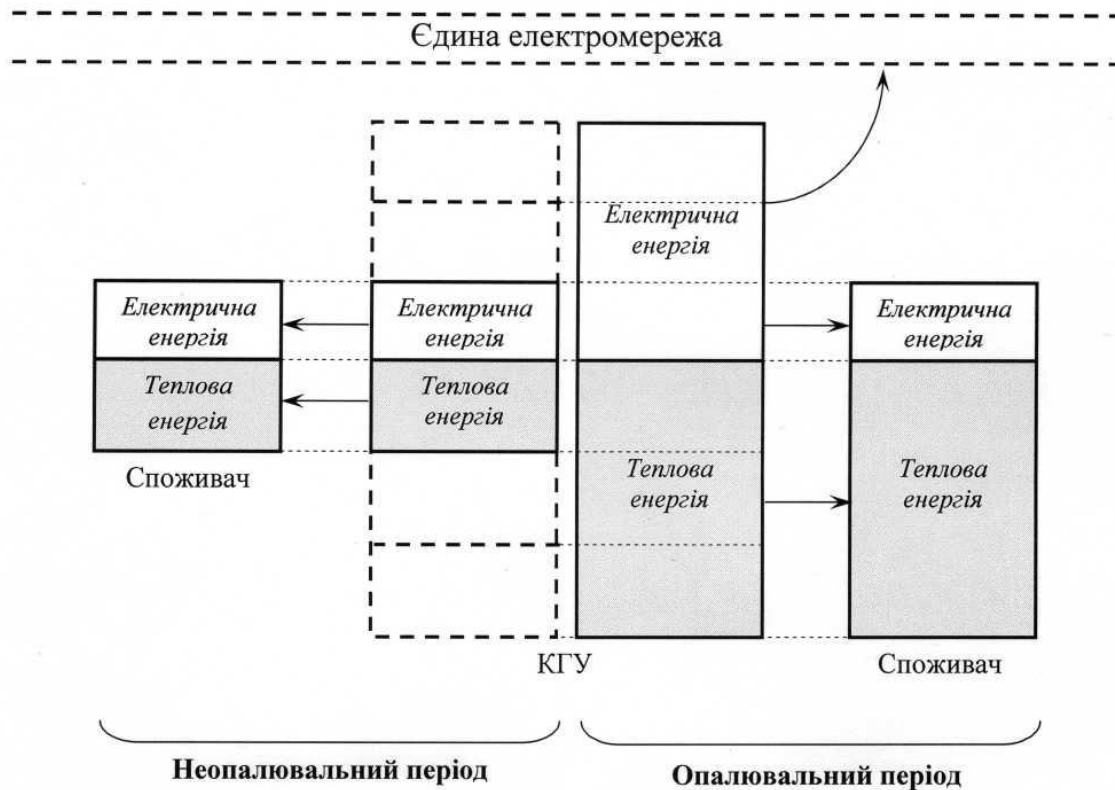 Єдина електромережа
Електрична
енергія
Електрична
енергія
Електрична
енергія
Електрична
енергія
Теплова
енергія
Теплова
енергія
Теплова
енергія
Теплова
енергія
Споживач
КГУ
Споживач
Неопалювальний період
Опалювальний період